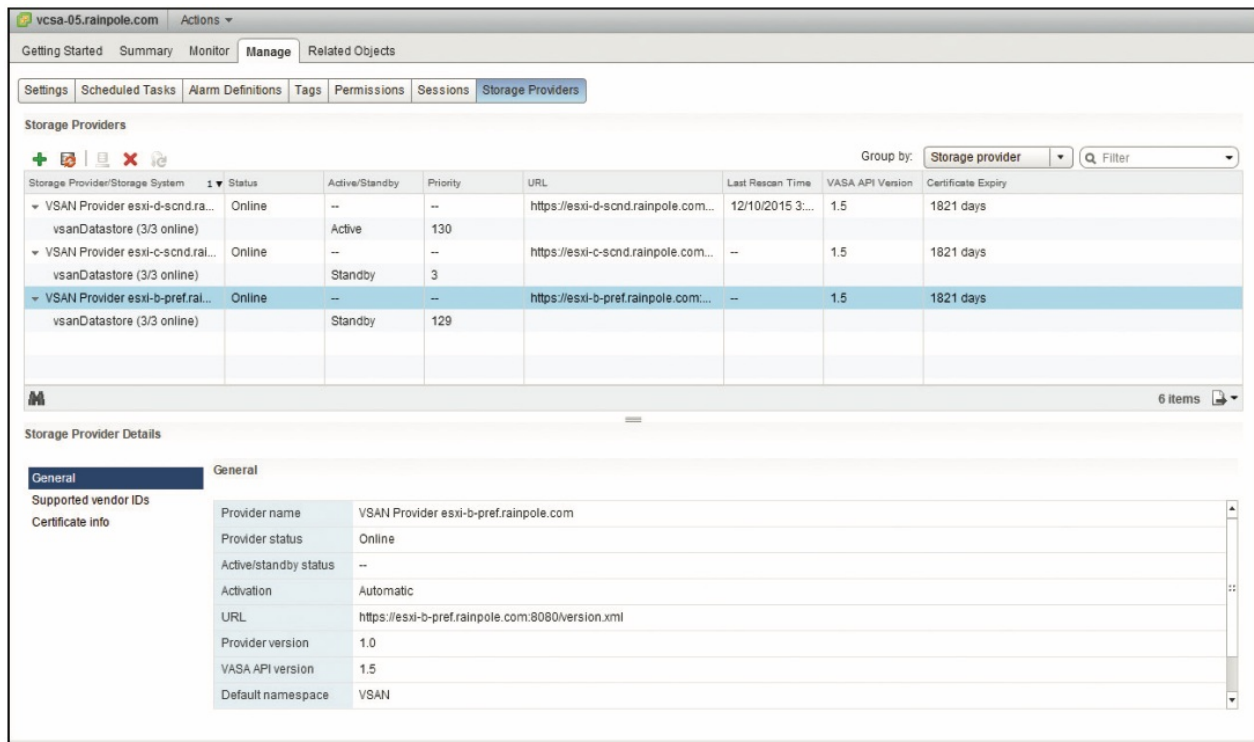 vcsa-05.rainpole.com Actions
Getting Started Summary Monitor Manage Related Objects
Settings Scheduled Tasks Alarm Definitions Tags Permissions Sessions Storage Providers
Storage Providers
Group by: Storage provider Filter
Storage Provider/Storage System 1 Status Active/Standby Priority URL Last Rescan Time VASA API Version Certificate Expiry
VSAN Provider esxi-d-scnd.ra... Online -- -- https://esxi-d-scnd.rainpole.com... 12/10/2015 3:... 1.5 1821 days
vsanDatastore (3/3 online) Active 130
VSAN Provider esxi-c-scnd.rai... Online -- -- https://esxi-c-scnd.rainpole.com... -- 1.5 1821 days
vsanDatastore (3/3 online) Standby 3
VSAN Provider esxi-b-pref.rai... Online -- -- https://esxi-b-pref.rainpole.com:... -- 1.5 1821 days
vsanDatastore (3/3 online) Standby 129
6 items
Storage Provider Details
General
Supported vendor IDs
Certificate info
General
Provider name VSAN Provider esxi-b-pref.rainpole.com
Provider status Online
Active/standby status --
Activation Automatic
URL https://esxi-b-pref.rainpole.com:8080/version.xml
Provider version 1.0
VASA API version 1.5
Default namespace VSAN